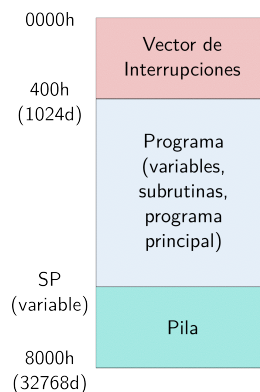 0000h
Vector de
Interrupciones
400h
(1024d)
Programa
(variables,
subrutinas,
programa
principal)
SP
(variable)
Pila
8000h
(32768d)